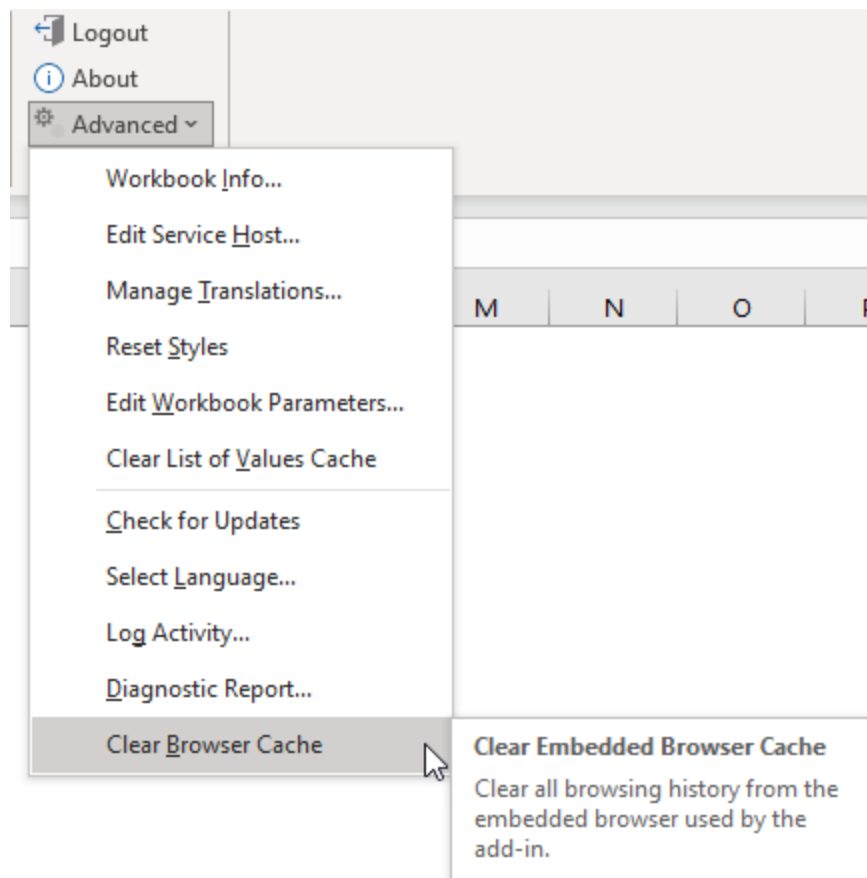 Logout
About
Advanced
Workbook Info...
Edit Service Host...
Manage Translations...
M N O
Reset Styles
Edit Workbook Parameters...
Clear List of Values Cache
Check for Updates
Select Language...
Log Activity...
Diagnostic Report...
Clear Browser Cache
Clear Embedded Browser Cache
Clear all browsing history from the
embedded browser used by the
add-in.